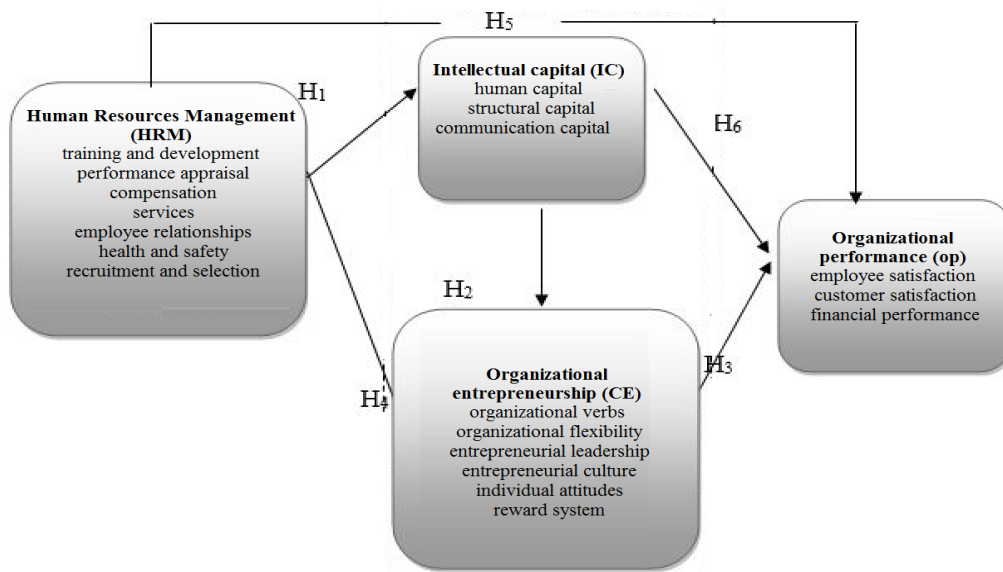 H5
Human Resources Management
(HRM)
training and development
performance appraisal
compensation
services
employee relationships
health and safety
recruitment and selection
H1
Intellectual capital (IC)
human capital
structural capital
communication capital
H6
Organizational
performance (op)
employee satisfaction
customer satisfaction
financial performance
H2
H4
Organizational
entrepreneurship (CE)
organizational verbs
organizational flexibility
entrepreneurial leadership
entrepreneurial culture
individual attitudes
reward system
H3